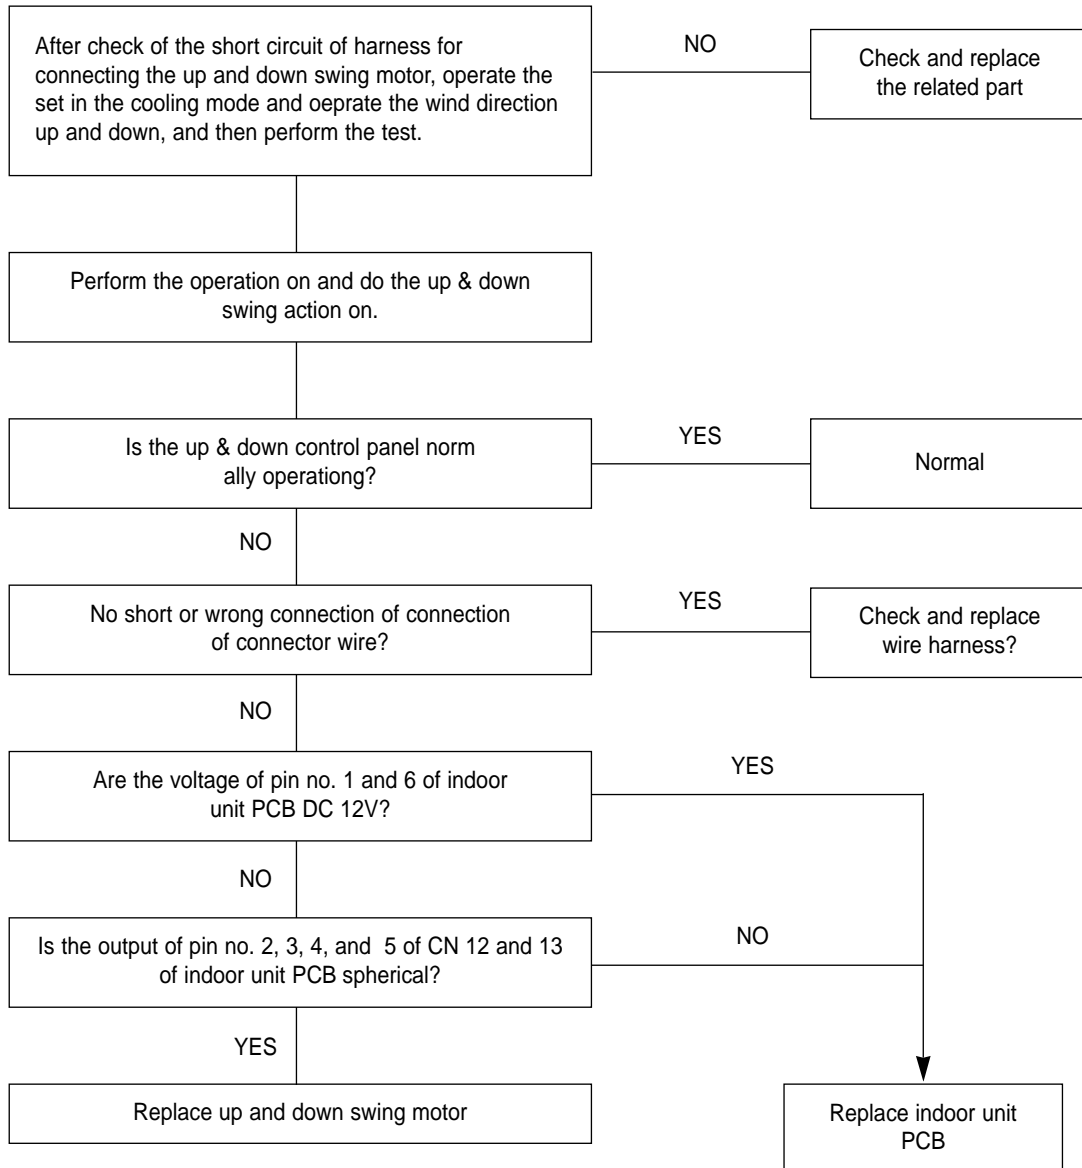 After check of the short circuit of harness for
connecting the up and down swing motor, operate the
set in the cooling mode and oeprate the wind direction
up and down, and then perform the test.
NO
Check and replace
the related part
Perform the operation on and do the up & down
swing action on.
Is the up & down control panel norm
ally operationg?
YES
Normal
NO
No short or wrong connection of connection
of connector wire?
YES
Check and replace
wire harness?
NO
Are the voltage of pin no. 1 and 6 of indoor
unit PCB DC 12V?
YES
NO
Is the output of pin no. 2, 3, 4, and 5 of CN 12 and 13
of indoor unit PCB spherical?
NO
YES
Replace up and down swing motor
Replace indoor unit
PCB